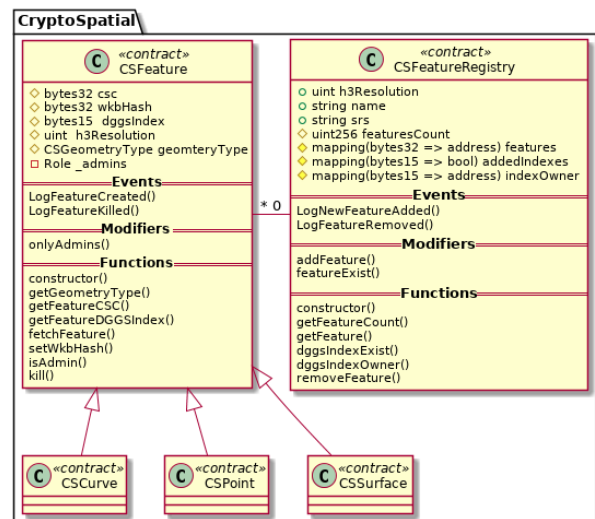 CryptoSpatial
C «contract»
CSFeature
bytes32 csc
bytes32 wkbHash
bytes15 dggsIndex
uint h3Resolution
CSGeometryType geomteryType
Role _admins
Events
LogFeatureCreated()
LogFeatureKilled()
Modifiers
onlyAdmins()
Functions
constructor()
getGeometryType()
getFeatureCSC()
getFeatureDGGSIndex()
fetchFeature()
setWkbHash()
isAdmin()
kill()
* 0
C «contract»
CSFeatureRegistry
uint h3Resolution
string name
string srs
uint256 featuresCount
mapping(bytes32 => address) features
mapping(bytes15 => bool) addedIndexes
mapping(bytes15 => address) indexOwner
Events
LogNewFeatureAdded()
LogFeatureRemoved()
Modifiers
addFeature()
featureExist()
Functions
constructor()
getFeatureCount()
getFeature()
dggsIndexExist()
dggsIndexOwner()
removeFeature()
C «contract»
CSCurve
C «contract»
CSPoint
C «contract»
CSSurface